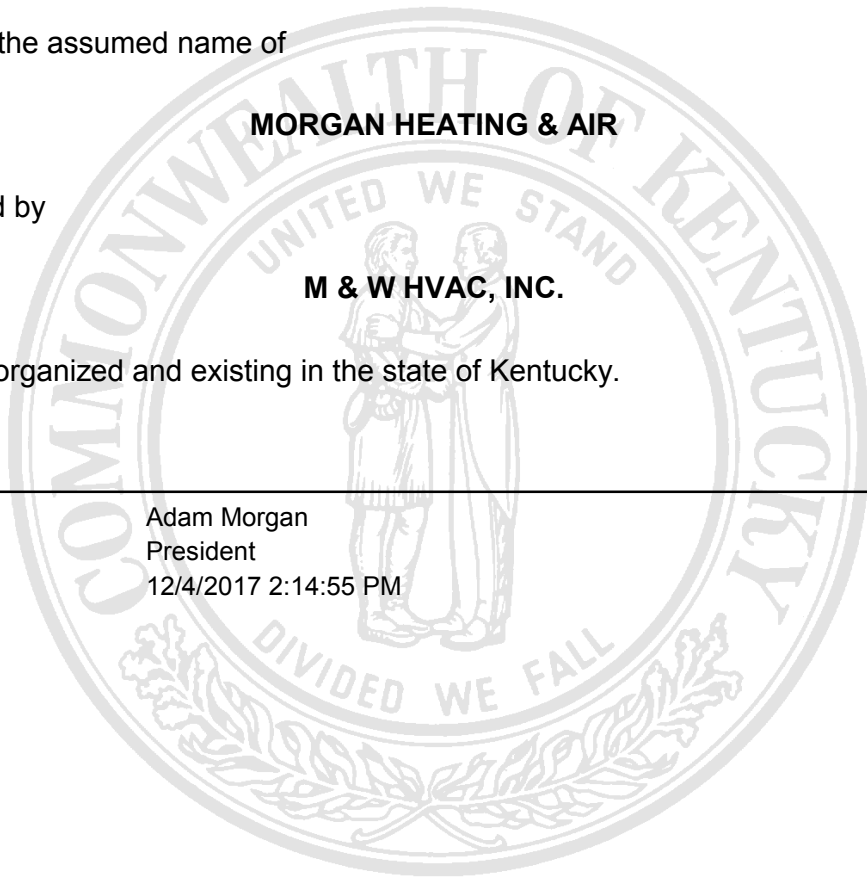 the assumed name of
MORGAN HEATING & AIR
d by
M & W HVAC, INC.
organized and existing in the state of Kentucky.
Adam Morgan
President
12/4/2017 2:14:55 PM
COMMONWEALTH OF KENTUCKY
UNITED WE STAND
DIVIDED WE FALL